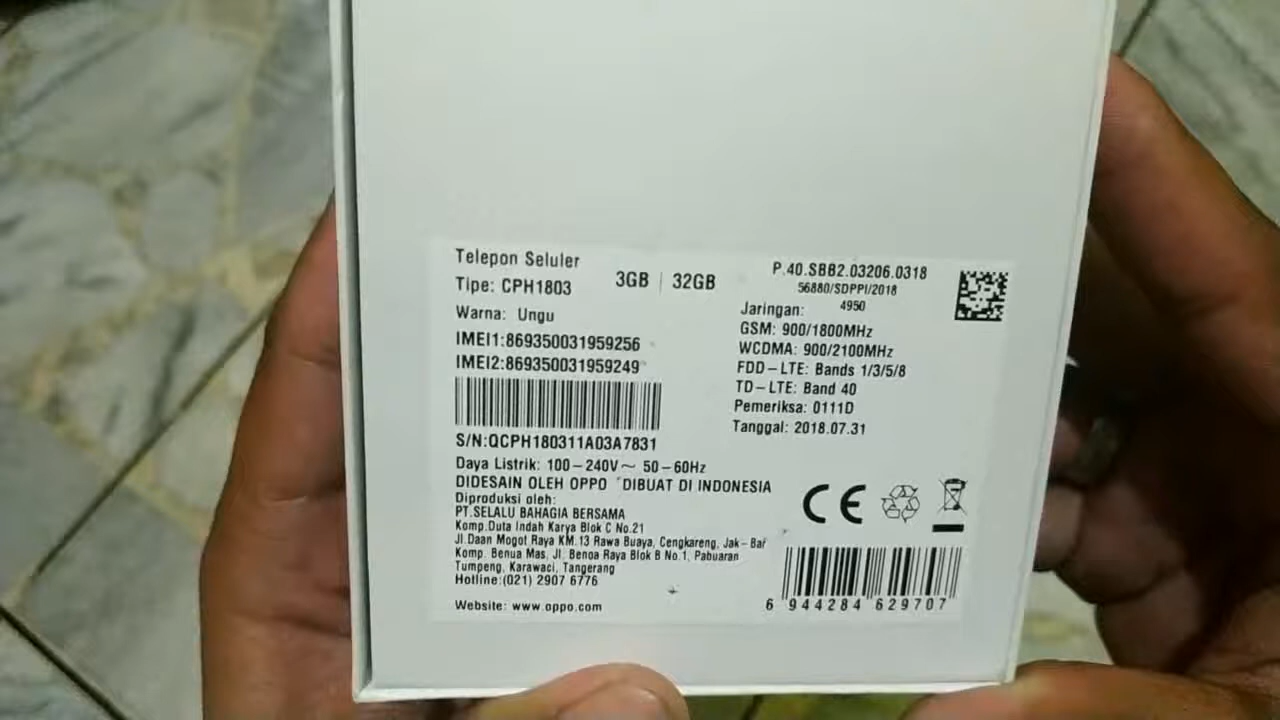 Telepon Seluler
Tipe: CPH1803
3GB | 32GB
Warna: Ungu
IMEI1:869350031959256
IMEI2:869350031959249
S/N:QCPH180311A03A7831
Daya Listrik: 100-240V~ 50-60Hz
DIDESAIN OLEH OPPO DIBUAT DI INDONESIA
Diproduksi oleh:
PT.SELALU BAHAGIA BERSAMA
Komp.Duta Indah Karya Blok C No.21
Jl.Daan Mogot Raya KM.13 Rawa Buaya, Cengkareng, Jak-Bar
Komp. Benua Mas, Jl. Benoa Raya Blok B No.1, Pabuaran
Tumpeng, Karawaci, Tangerang
Hotline:(021) 2907 6776
Website: www.oppo.com
P.40.SBB2.03206.0318
56880/SDPPI/2018
4950
Jaringan:
GSM: 900/1800MHz
WCDMA: 900/2100MHz
FDD-LTE: Bands 1/3/5/8
TD-LTE: Band 40
Pemeriksa: 0111D
Tanggal: 2018.07.31
CE
6 944284 629707